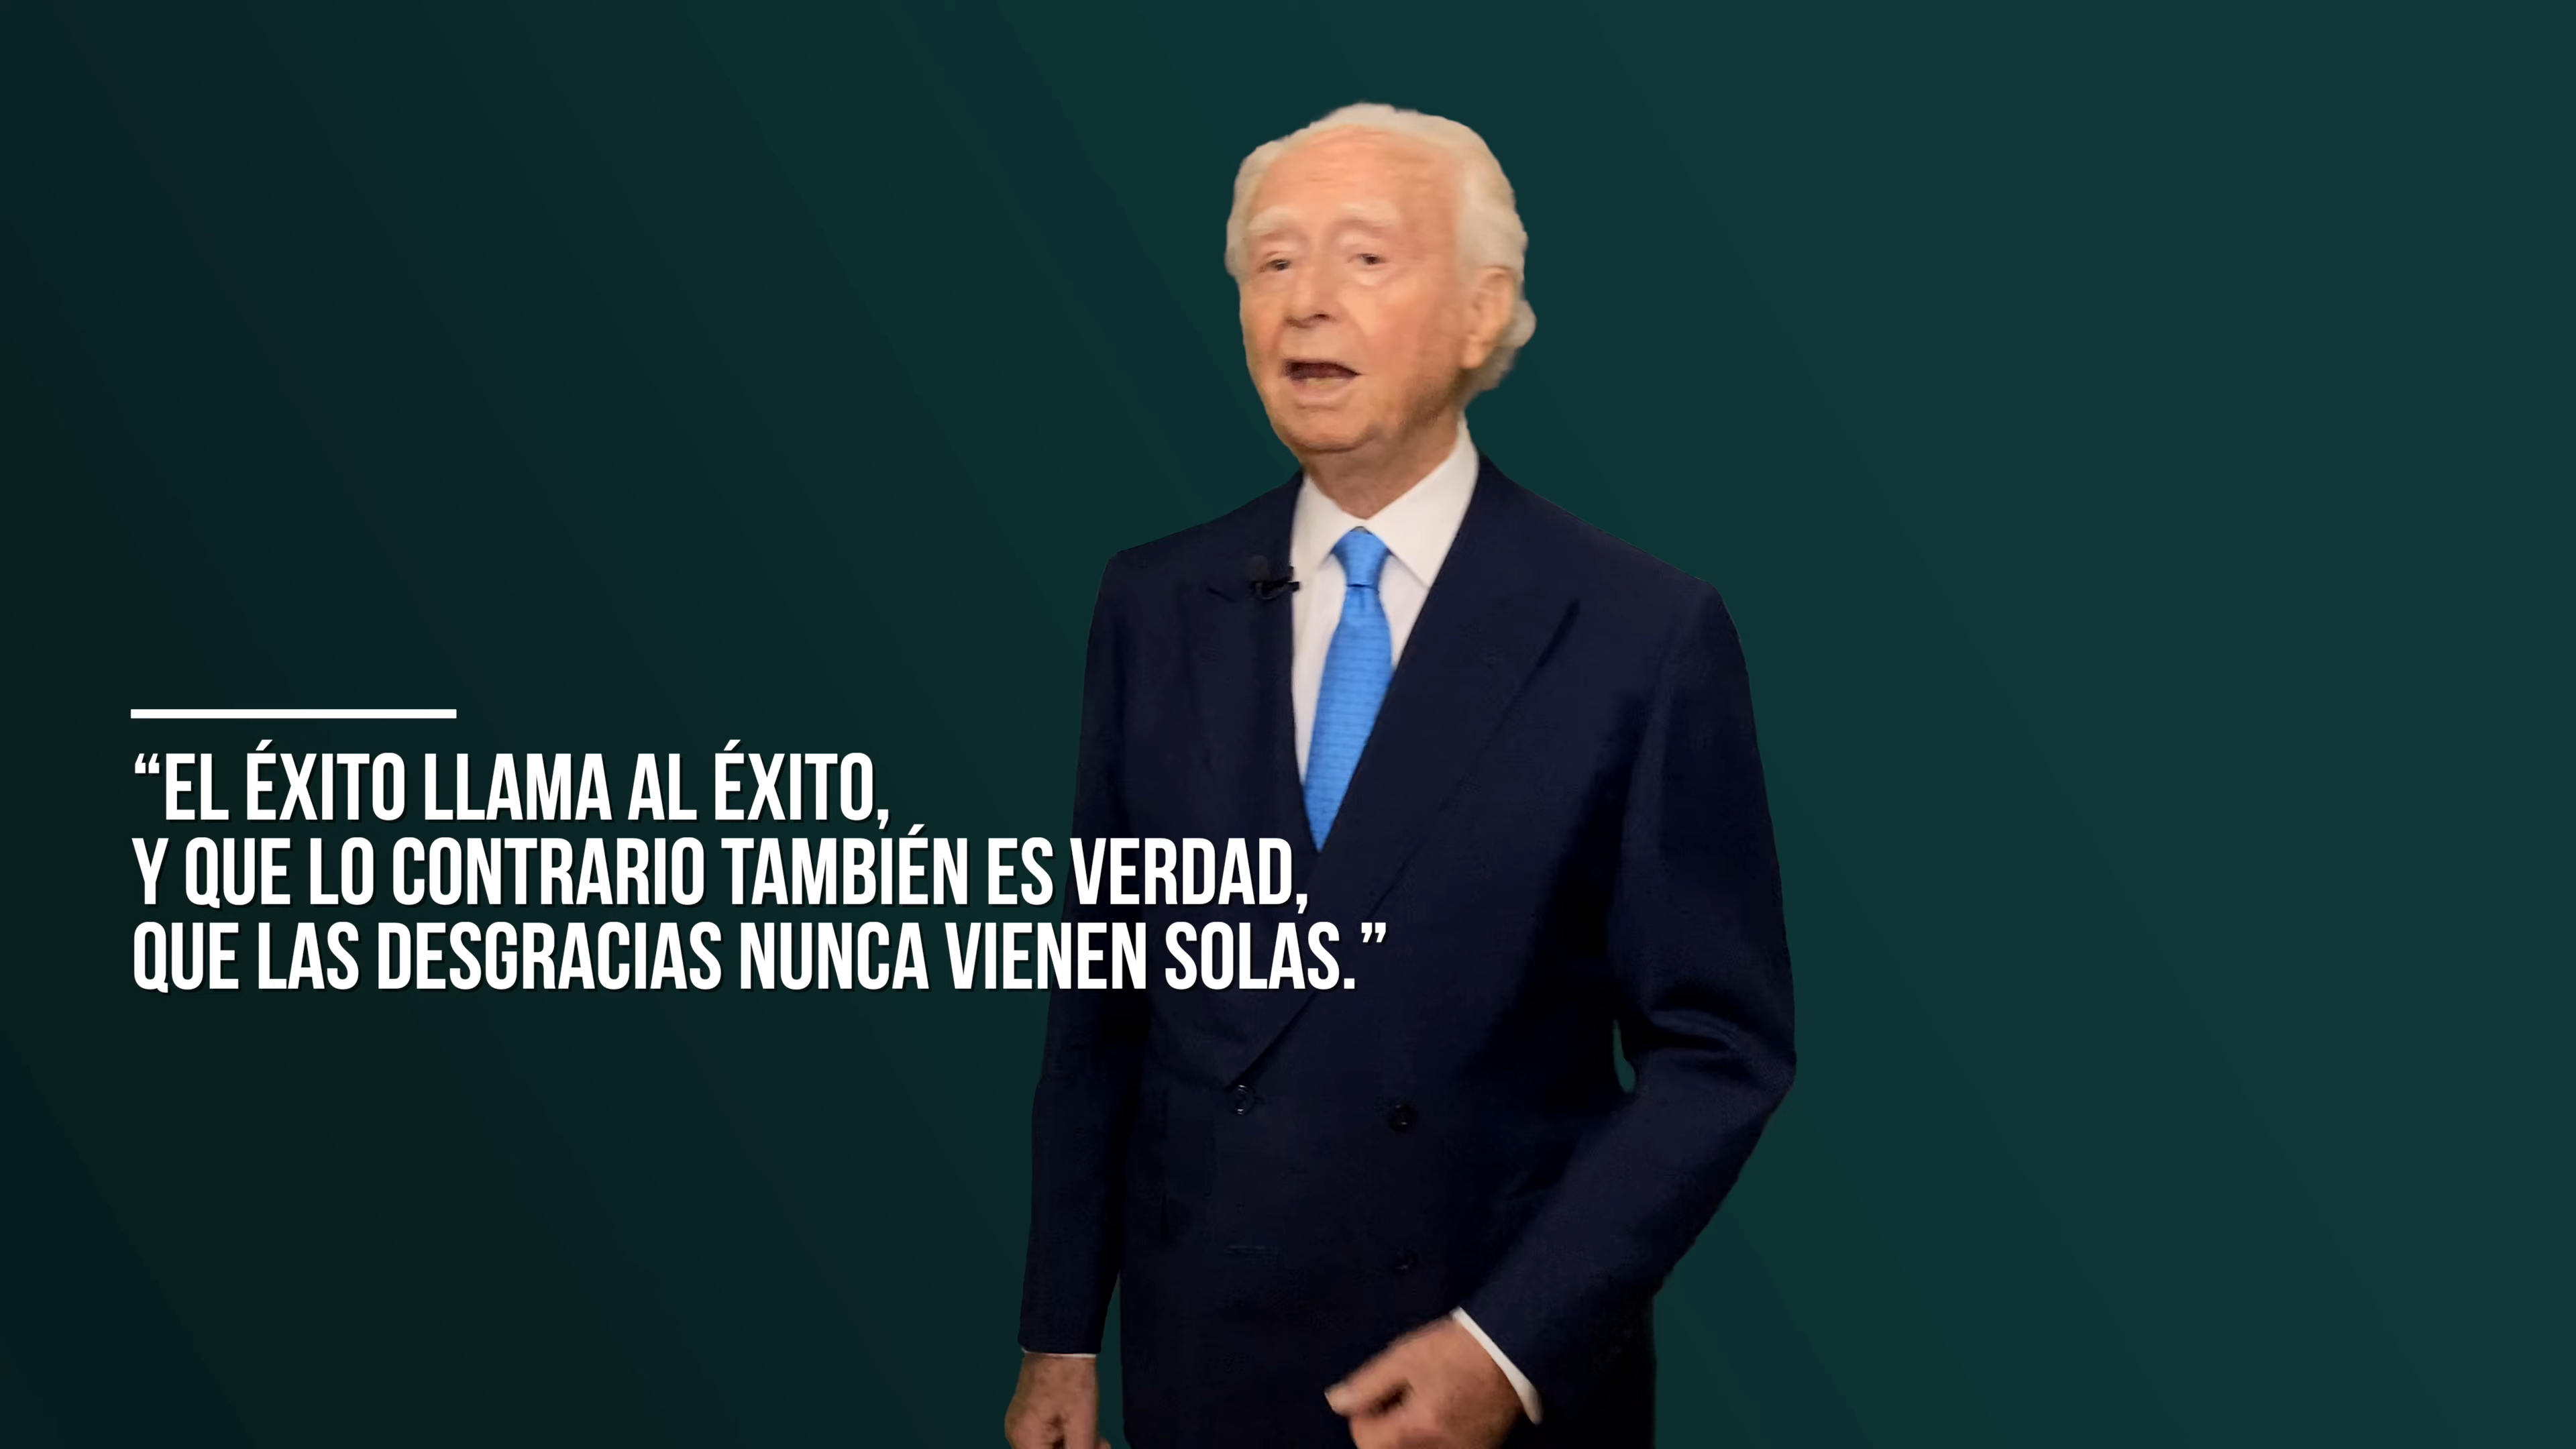 “EL ÉXITO LLAMA AL ÉXITO,
Y QUE LO CONTRARIO TAMBIÉN ES VERDAD,
QUE LAS DESGRACIAS NUNCA VIENEN SOLAS.”